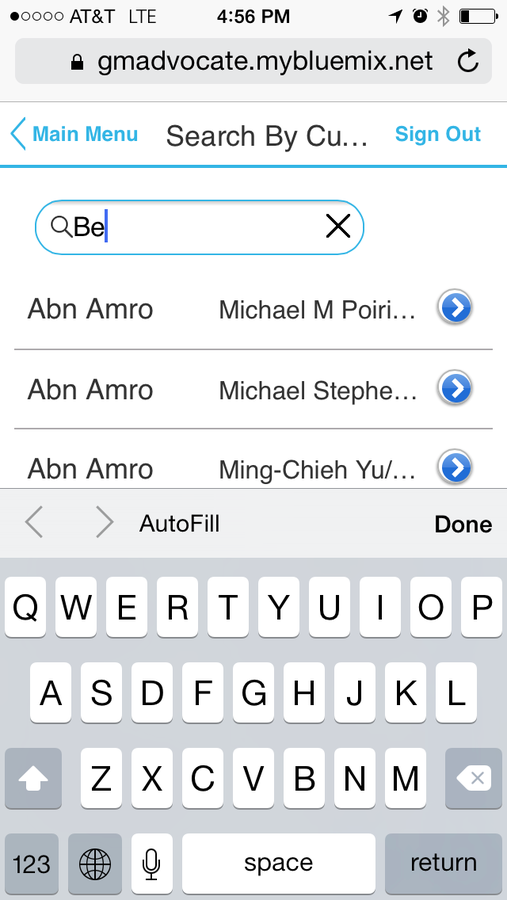 AT&T LTE 4:56 PM
gmadvocate.mybluemix.net
Main Menu Search By Cu... Sign Out
Be
Abn Amro Michael M Poiri...
Abn Amro Michael Stephe...
Abn Amro Ming-Chieh Yu/...
AutoFill Done
Q W E R T Y U I O P
A S D F G H J K L
Z X C V B N M
123 space return